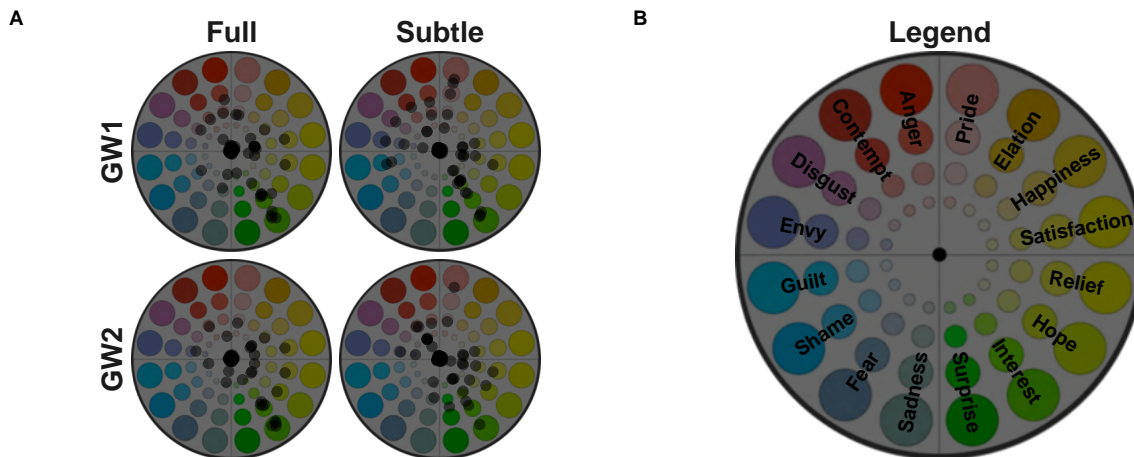 A
Full
Subtle
GW1
GW2
B
Legend
Pride
Elation
Happiness
Satisfaction
Relief
Hope
Interest
Surprise
Sadness
Fear
Shame
Guilt
Envy
Disgust
Contempt
Anger